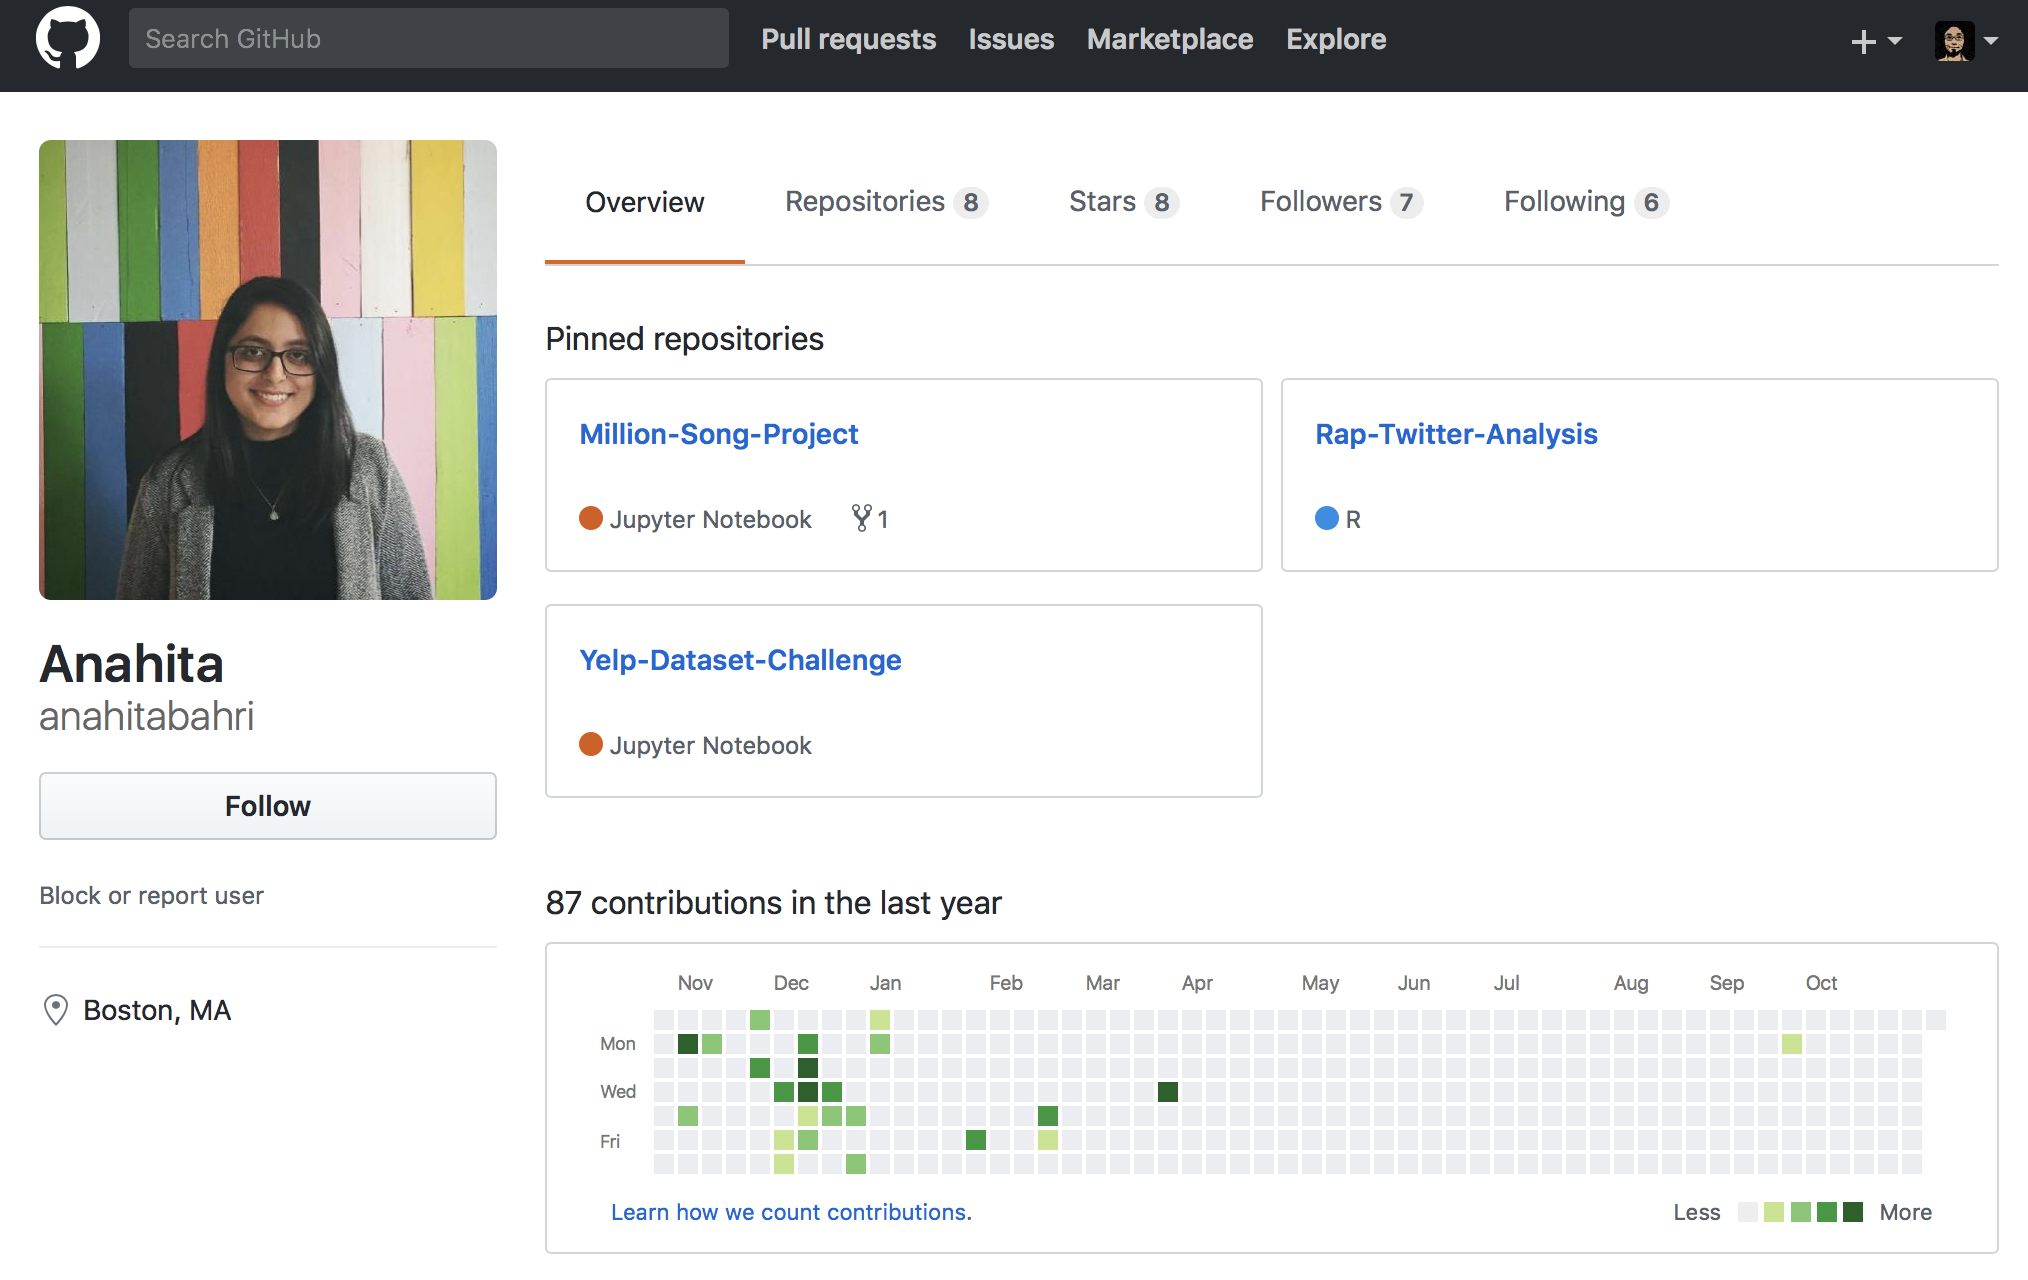 Search GitHub
Pull requests Issues Marketplace Explore
Overview Repositories 8 Stars 8 Followers 7 Following 6
Pinned repositories
Million-Song-Project
Jupyter Notebook 1
Rap-Twitter-Analysis
R
Yelp-Dataset-Challenge
Jupyter Notebook
Anahita
anahitabahri
Follow
Block or report user
Boston, MA
87 contributions in the last year
Nov Dec Jan Feb Mar Apr May Jun Jul Aug Sep Oct
Mon
Wed
Fri
Learn how we count contributions.
Less More